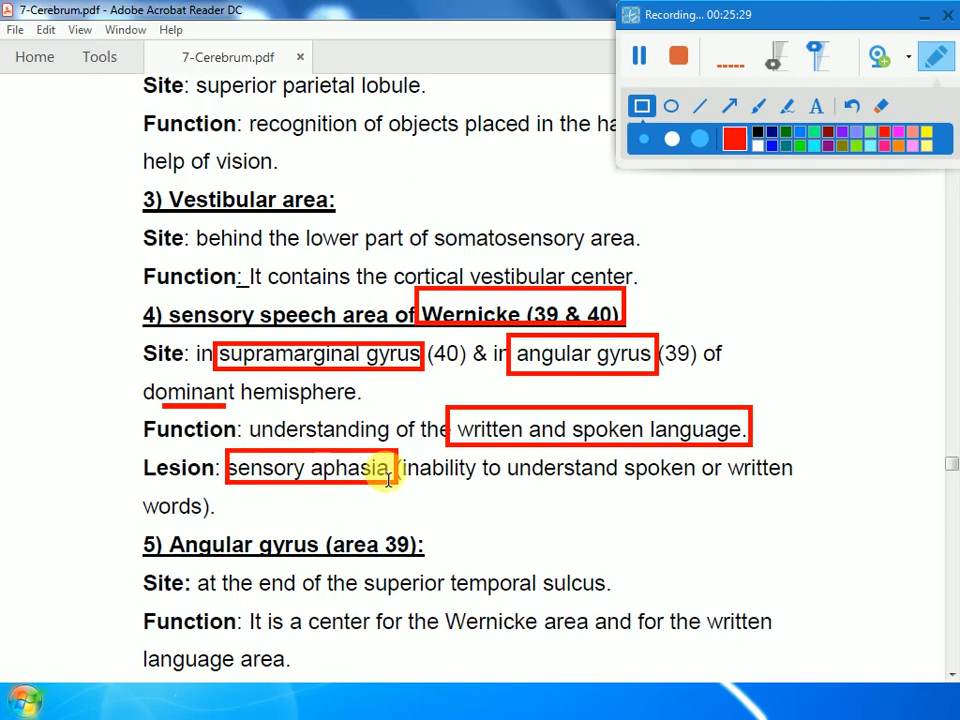 7-Cerebrum.pdf - Adobe Acrobat Reader DC
Recording... 00:25:29
File Edit View Window Help
Home Tools 7-Cerebrum.pdf ×
A
Site: superior parietal lobule.
Function: recognition of objects placed in the ha
help of vision.
3) Vestibular area:
Site: behind the lower part of somatosensory area.
Function: It contains the cortical vestibular center.
4) sensory speech area of Wernicke (39 & 40)
Site: in supramarginal gyrus (40) & in angular gyrus (39) of
dominant hemisphere.
Function: understanding of the written and spoken language.
Lesion: sensory aphasia (inability to understand spoken or written
words).
5) Angular gyrus (area 39):
Site: at the end of the superior temporal sulcus.
Function: It is a center for the Wernicke area and for the written
language area.